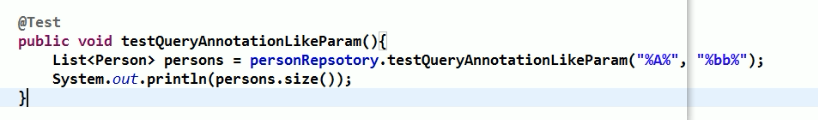 @Test
public void testQueryAnnotationLikeParam(){
List<Person> persons = personRepsotory.testQueryAnnotationLikeParam("%A%", "%bb%");
System.out.println(persons.size());
}